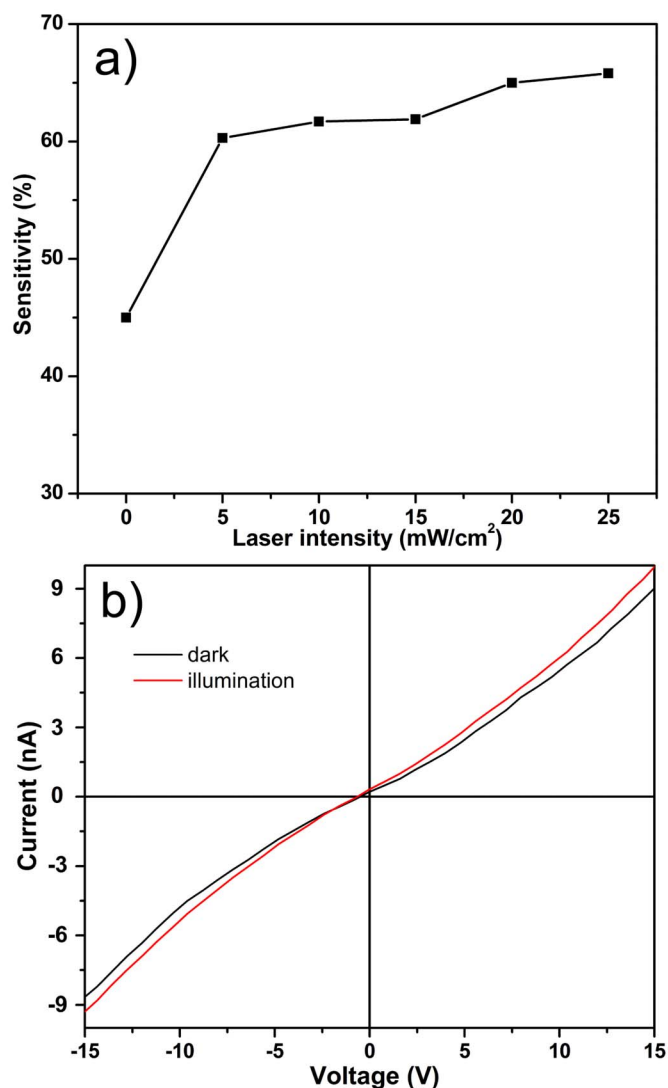 a)
Sensitivity (%)
70
60
50
40
30
0 5 10 15 20 25
Laser intensity (mW/cm²)
b)
dark
illumination
Current (nA)
9
6
3
0
-3
-6
-9
-15 -10 -5 0 5 10 15
Voltage (V)